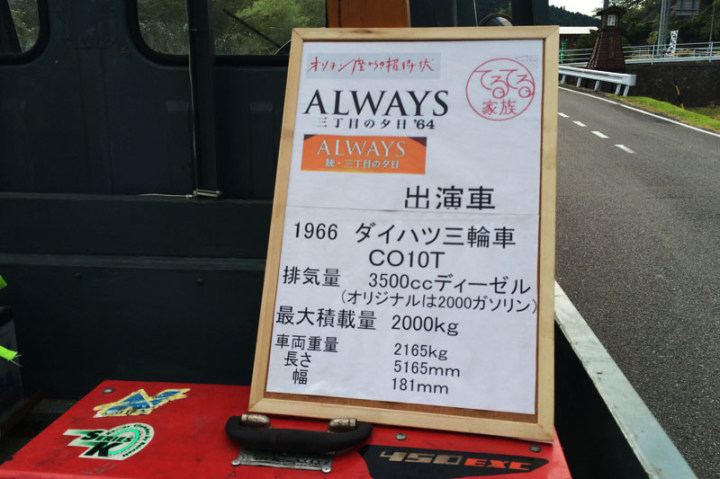 オリヲン座からの招待状
てるてる
家族
ALWAYS
三丁目の夕日'64
ALWAYS
続・三丁目の夕日
出演車
1966 ダイハツ三輪車
CO10T
排気量 3500ccディーゼル
(オリジナルは2000ガソリン)
最大積載量 2000kg
車両重量 2165kg
長さ 5165mm
幅 181mm
SERIES
K
450 EXC